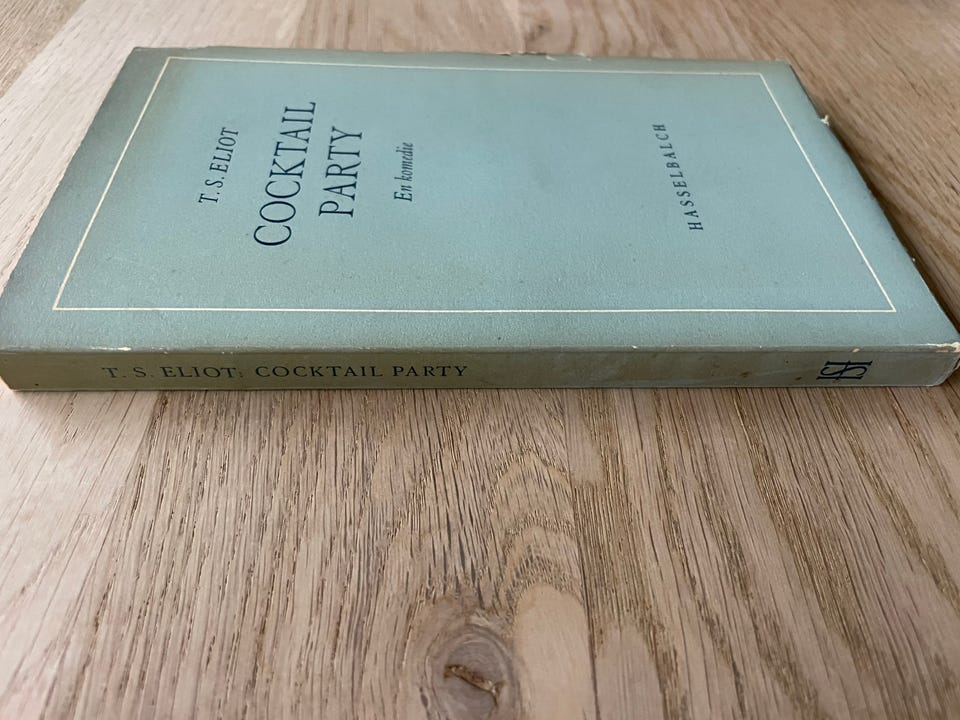 T. S. ELIOT
COCKTAIL
PARTY
En komedie
HASSELBALCH
T. S. ELIOT: COCKTAIL PARTY